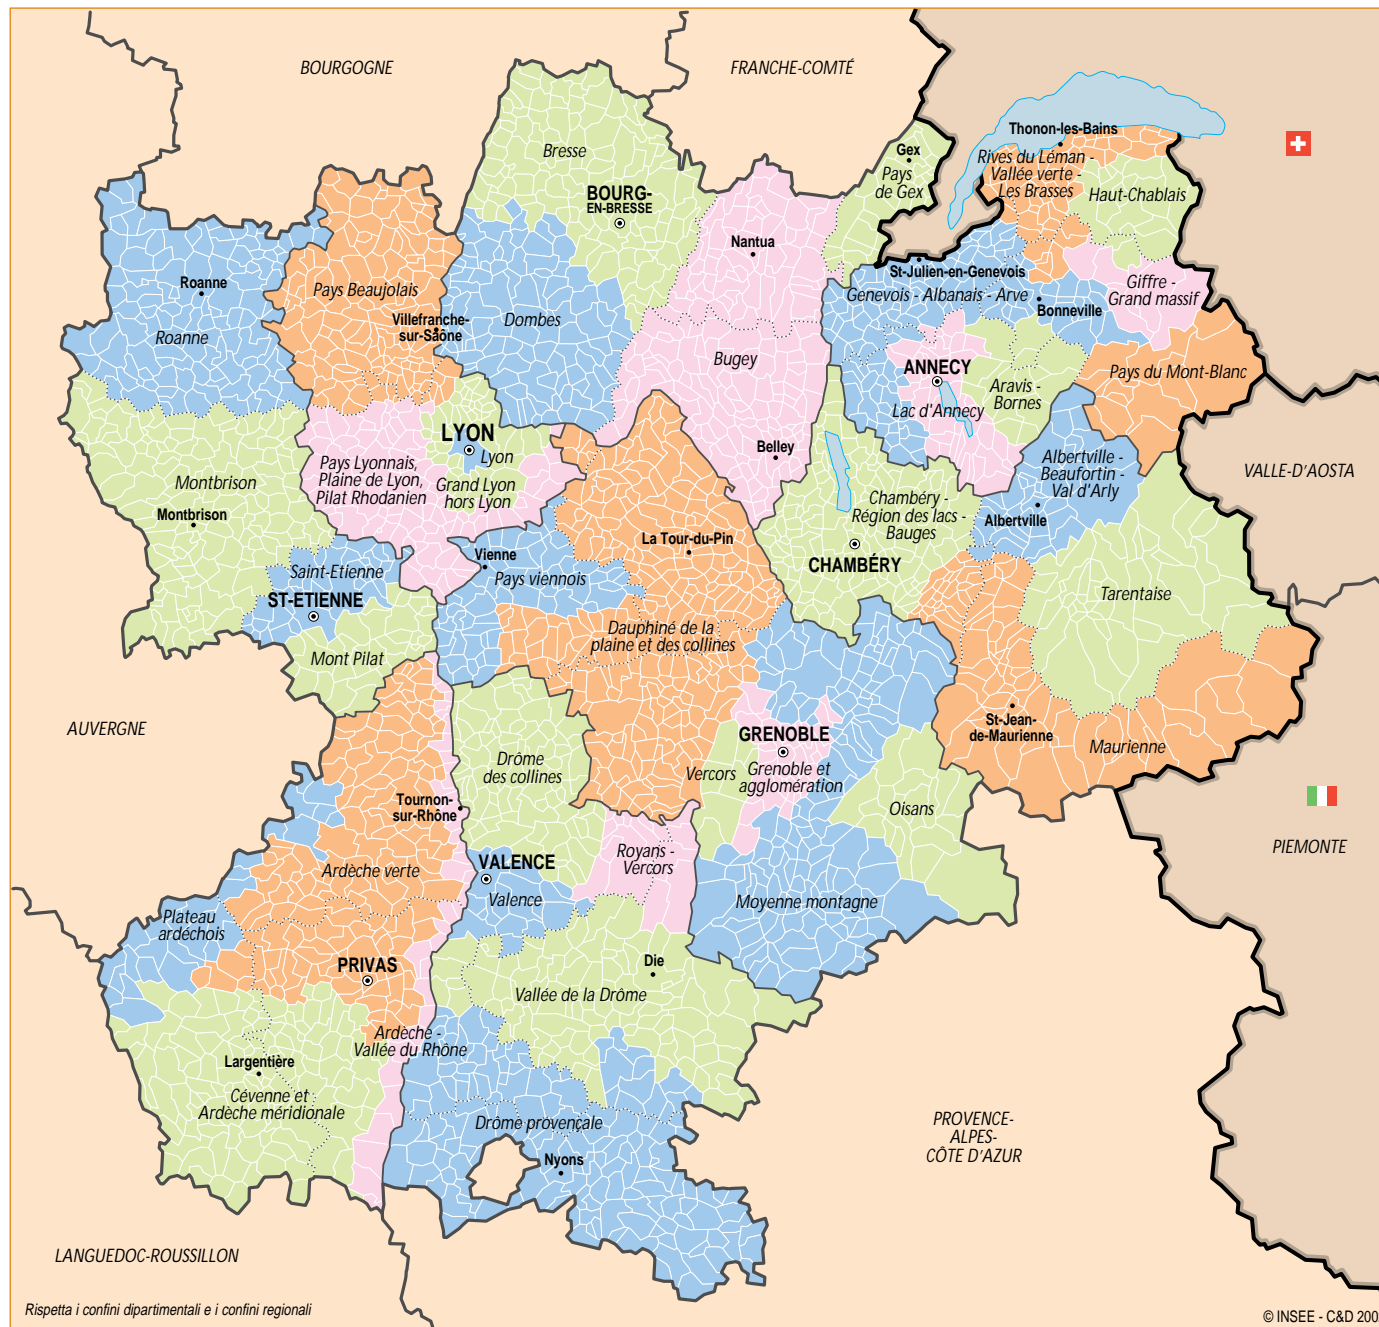 BOURGOGNE
FRANCHE-COMTÉ
Thonon-les-Bains
Bresse
Gex
Pays
de Gex
Rives du Léman -
Vallée verte -
Les Brasses
Haut-Chablais
BOURG-
EN-BRESSE
Nantua
St-Julien-en-Genevois
Roanne
Pays Beaujolais
Genevois - Albanais - Arve
Bonneville
Giffre -
Grand massif
Villefranche-
sur-Saône
Dombes
Roanne
Bugey
ANNECY
Aravis -
Bornes
Pays du Mont-Blanc
Lac d'Annecy
LYON
Lyon
Belley
Albertville -
Beaufortin -
Val d'Arly
VALLE-D'AOSTA
Pays Lyonnais,
Plaine de Lyon,
Pilat Rhodanien
Grand Lyon
hors Lyon
Montbrison
Montbrison
Chambéry -
Région des lacs -
Bauges
Albertville
La Tour-du-Pin
CHAMBÉRY
Vienne
Pays viennois
Saint-Etienne
ST-ETIENNE
Tarentaise
Dauphiné de la
plaine et des collines
Mont Pilat
AUVERGNE
St-Jean-
de-Maurienne
Maurienne
GRENOBLE
Grenoble et
agglomération
Vercors
Drôme
des collines
Tournon-
sur-Rhône
Oisans
PIEMONTE
Royans -
Vercors
Ardèche verte
VALENCE
Valence
Moyenne montagne
Plateau
ardéchois
PRIVAS
Die
Vallée de la Drôme
Ardèche -
Vallée du Rhône
Largentière
Cévenne et
Ardèche méridionale
Drôme provençale
Nyons
PROVENCE-
ALPES-
CÔTE D'AZUR
LANGUEDOC-ROUSSILLON
Rispetta i confini dipartimentali e i confini regionali
© INSEE - C&D 200